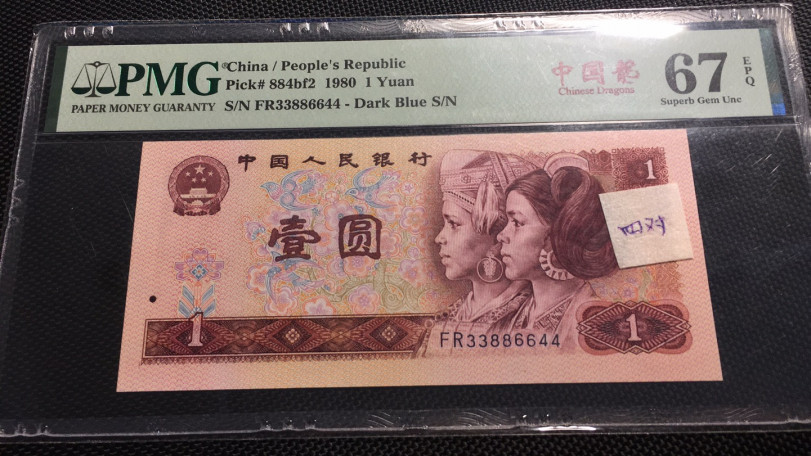 PMG®
PAPER MONEY GUARANTY
China / People's Republic
Pick# 884bf2 1980 1 Yuan
S/N FR33886644 - Dark Blue S/N
中国龙
Chinese Dragons
67
EPQ
Superb Gem Unc
中国人民银行
1
壹圆
四对
1
1
FR33886644